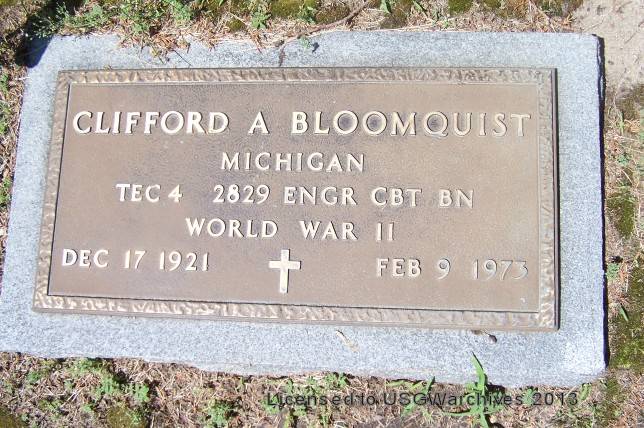 CLIFFORD A BLOOMQUIST
MICHIGAN
TEC 4 2829 ENGR CBT BN
WORLD WAR II
DEC 17 1921 FEB 9 1973
Licensed to USGWarchives 2013